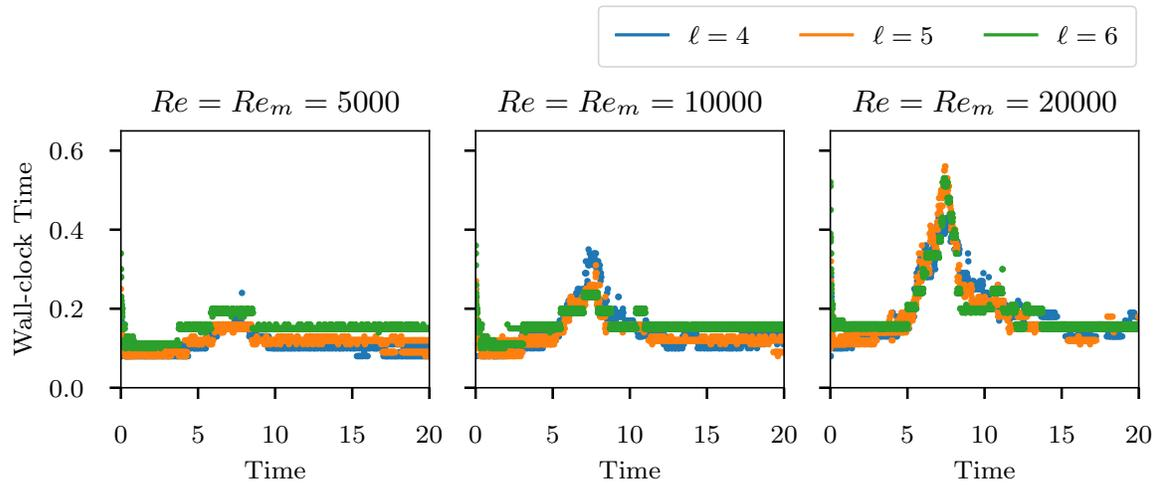 ℓ = 4 ℓ = 5 ℓ = 6
Re = Re_m = 5000 Re = Re_m = 10000 Re = Re_m = 20000
Wall-clock Time
0.6
0.4
0.2
0.0
0 5 10 15 20 0 5 10 15 20 0 5 10 15 20
Time Time Time